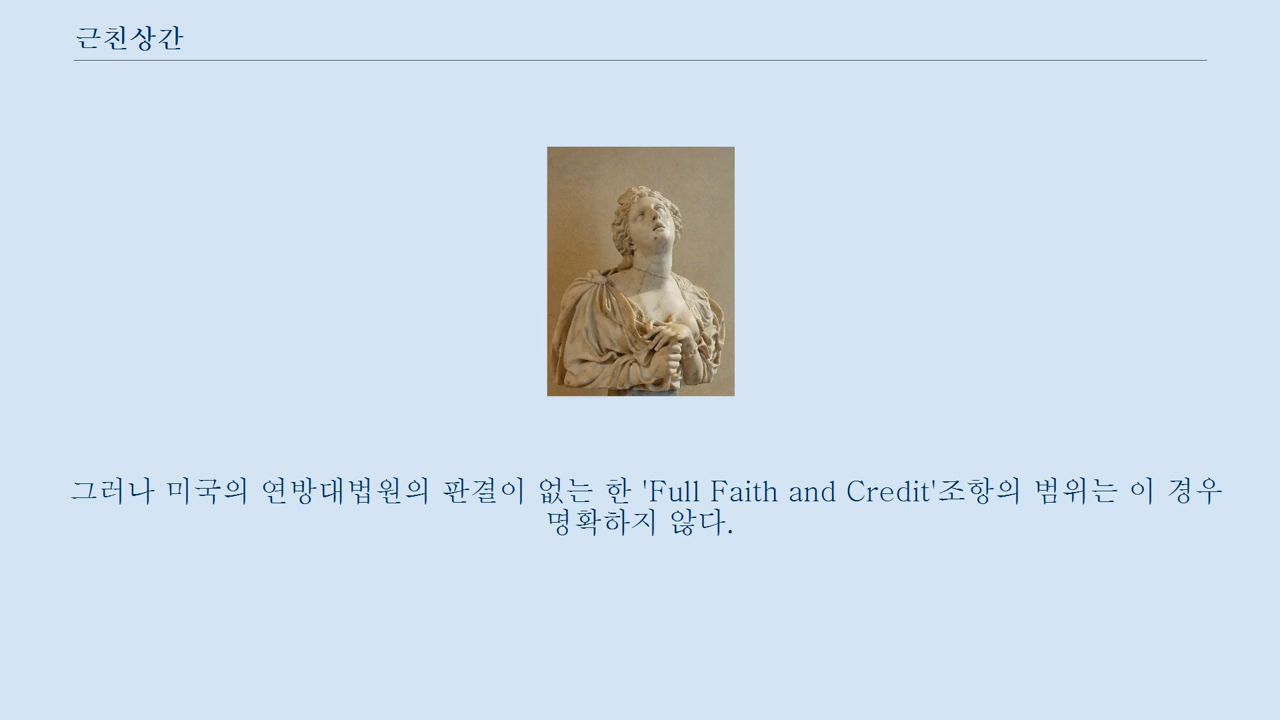 근친상간
그러나 미국의 연방대법원의 판결이 없는 한 'Full Faith and Credit'조항의 범위는 이 경우
명확하지 않다.